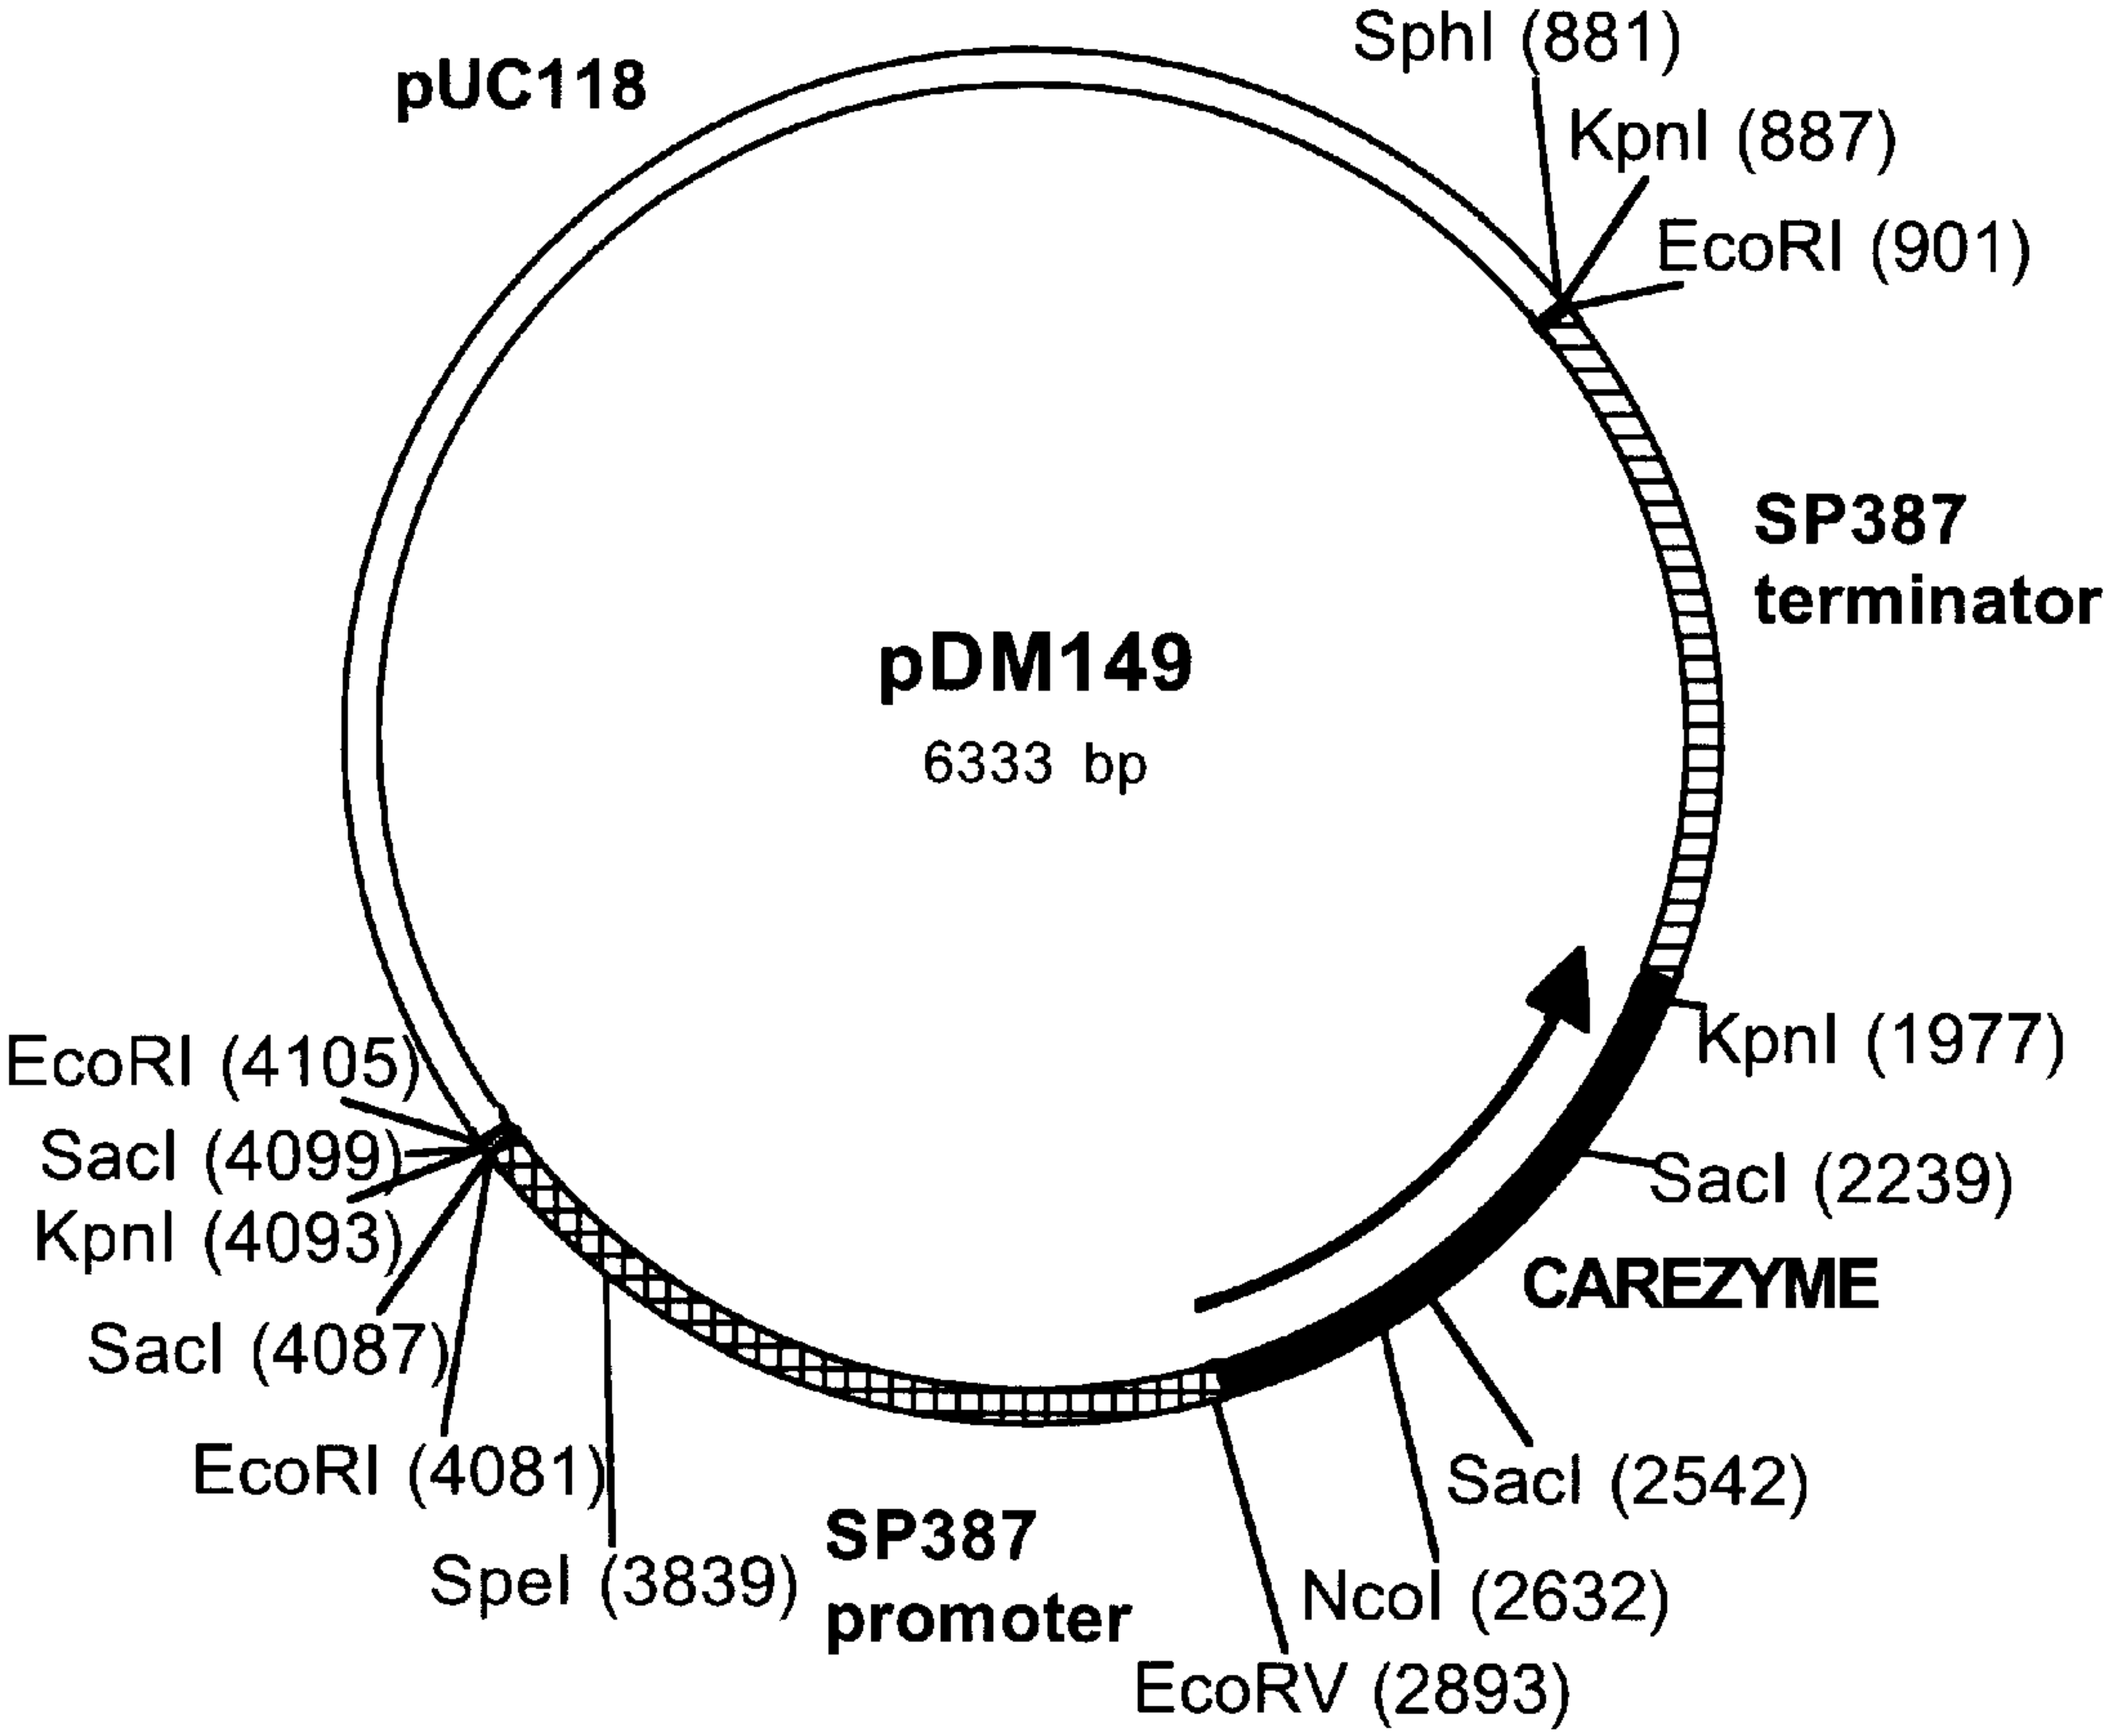 pUC118
SphI (881)
KpnI (887)
EcoRI (901)
SP387
terminator
pDM149
6333 bp
KpnI (1977)
SacI (2239)
CAREZYME
SacI (2542)
NcoI (2632)
EcoRV (2893)
SP387
promoter
SpeI (3839)
EcoRI (4081)
SacI (4087)
KpnI (4093)
SacI (4099)
EcoRI (4105)